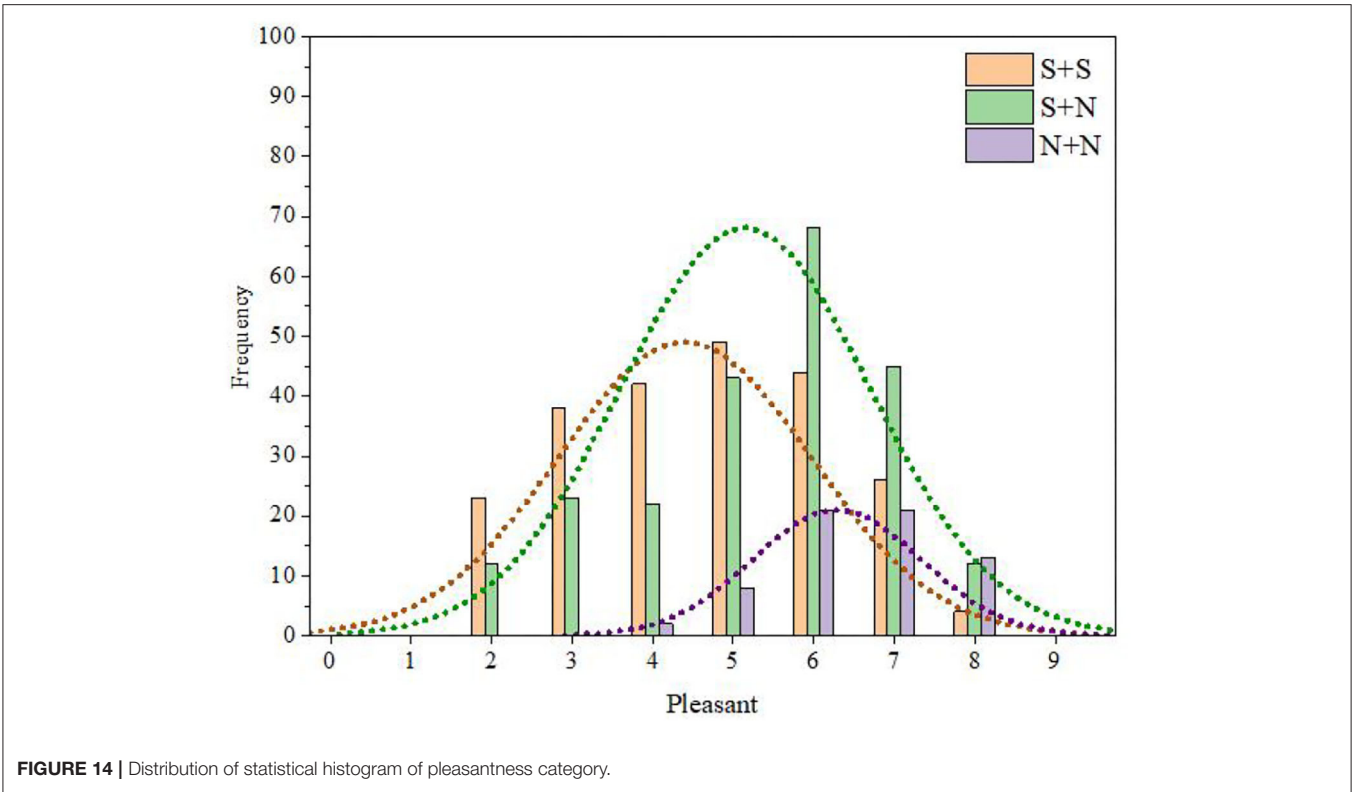 100
90
80
70
60
50
40
30
20
10
0
Frequency
S+S
S+N
N+N
0 1 2 3 4 5 6 7 8 9
Pleasant
FIGURE 14 | Distribution of statistical histogram of pleasantness category.